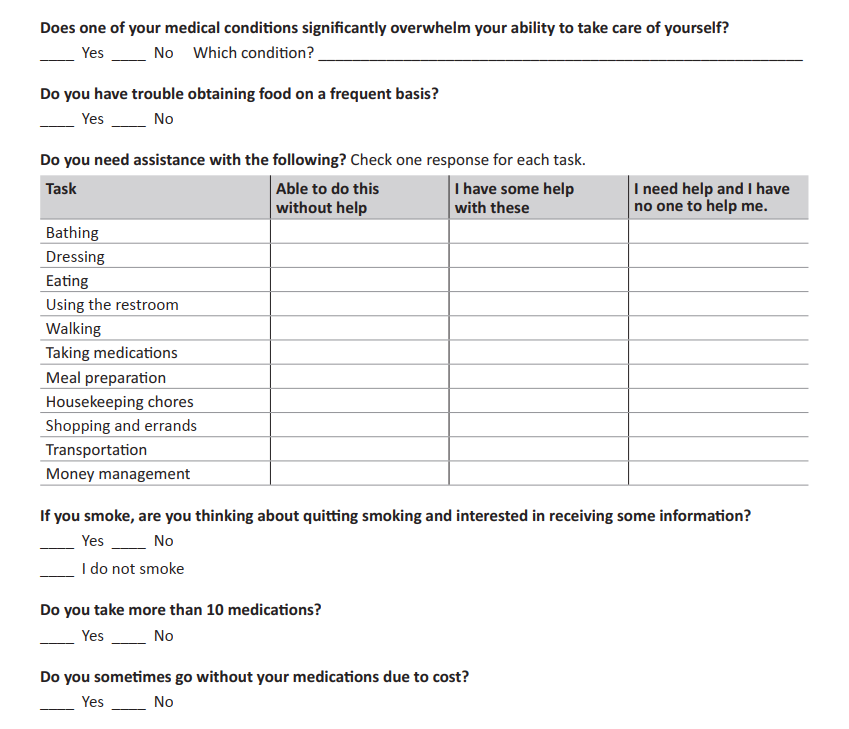 Does one of your medical conditions significantly overwhelm your ability to take care of yourself?
____ Yes ____ No Which condition? ____________________________________________________________
Do you have trouble obtaining food on a frequent basis?
____ Yes ____ No
Do you need assistance with the following? Check one response for each task.
Task Able to do this without help I have some help with these I need help and I have no one to help me.
Bathing
Dressing
Eating
Using the restroom
Walking
Taking medications
Meal preparation
Housekeeping chores
Shopping and errands
Transportation
Money management
If you smoke, are you thinking about quitting smoking and interested in receiving some information?
____ Yes ____ No
____ I do not smoke
Do you take more than 10 medications?
____ Yes ____ No
Do you sometimes go without your medications due to cost?
____ Yes ____ No